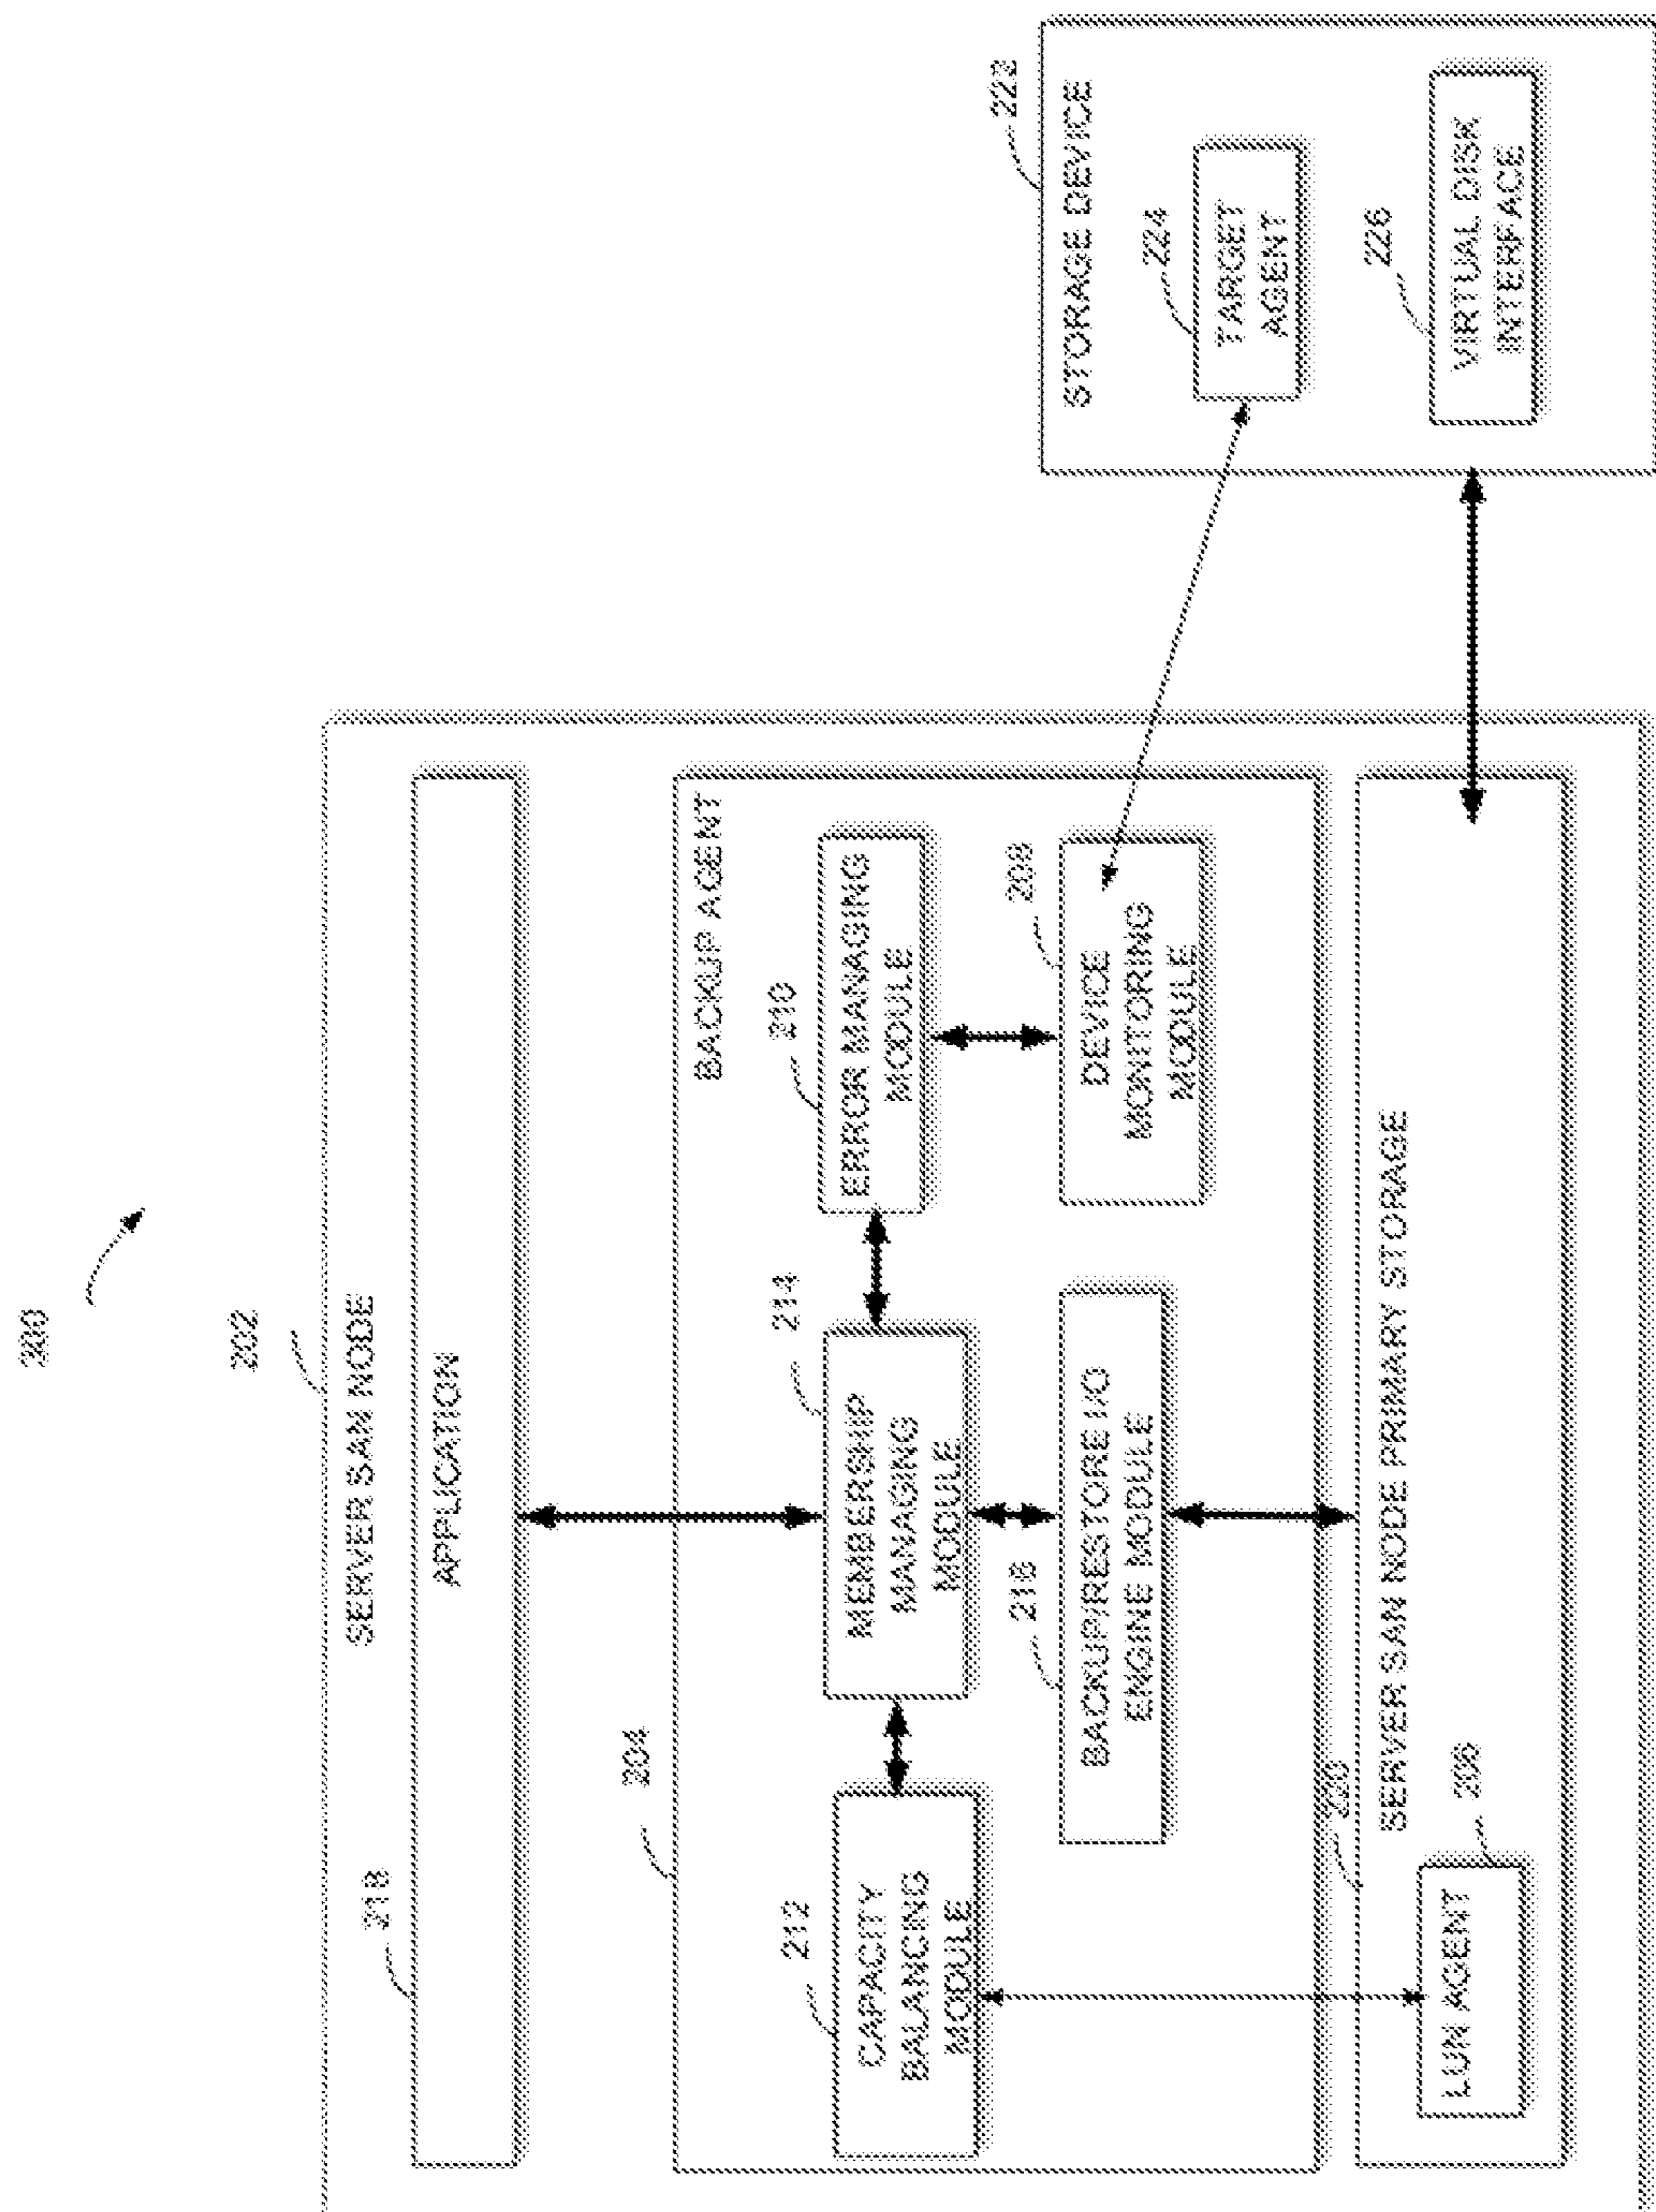 200
202
SERVER SAN NODE
218
APPLICATION
204
BACKUP AGENT
212
CAPACITY
BALANCING
MODULE
214
MEMBERSHIP
MANAGING
MODULE
210
ERROR MANAGING
MODULE
216
BACKUP/RESTORE I/O
ENGINE MODULE
208
DEVICE
MONITORING
MODULE
220
SERVER SAN NODE PRIMARY STORAGE
206
LUN AGENT
222
STORAGE DEVICE
224
TARGET
AGENT
226
VIRTUAL DISK
INTERFACE